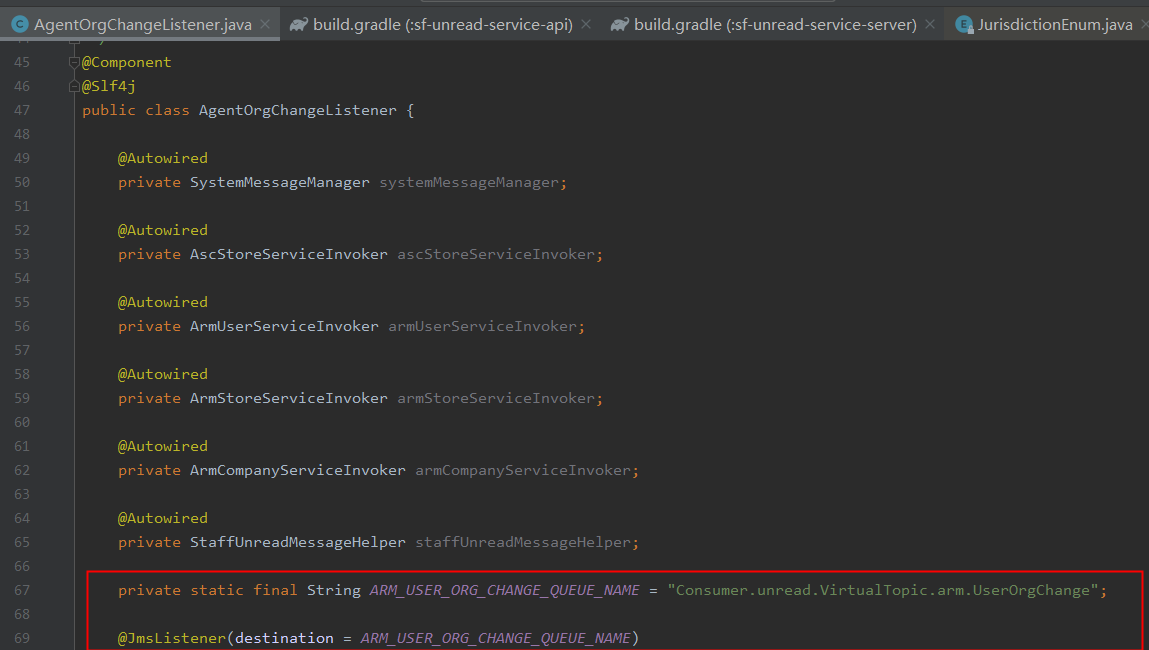 AgentOrgChangeListener.java build.gradle (:sf-unread-service-api) build.gradle (:sf-unread-service-server) JurisdictionEnum.java
45 @Component
46 @Slf4j
47 public class AgentOrgChangeListener {
48
49 @Autowired
50 private SystemMessageManager systemMessageManager;
51
52 @Autowired
53 private AscStoreServiceInvoker ascStoreServiceInvoker;
54
55 @Autowired
56 private ArmUserServiceInvoker armUserServiceInvoker;
57
58 @Autowired
59 private ArmStoreServiceInvoker armStoreServiceInvoker;
60
61 @Autowired
62 private ArmCompanyServiceInvoker armCompanyServiceInvoker;
63
64 @Autowired
65 private StaffUnreadMessageHelper staffUnreadMessageHelper;
66
67 private static final String ARM_USER_ORG_CHANGE_QUEUE_NAME = "Consumer.unread.VirtualTopic.arm.UserOrgChange";
68
69 @JmsListener(destination = ARM_USER_ORG_CHANGE_QUEUE_NAME)